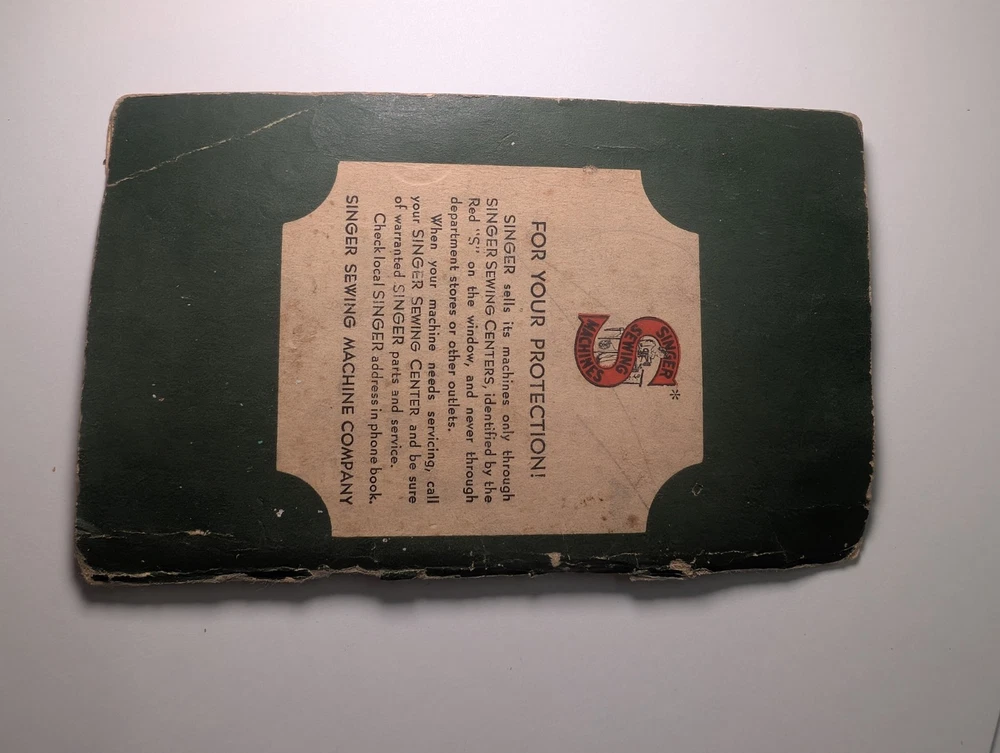 SINGER
SEWING
MACHINES
*
FOR YOUR PROTECTION!
SINGER sells its machines only through
SINGER SEWING CENTERS, identified by the
Red "S" on the window, and never through
department stores or other outlets.
When your machine needs servicing, call
your SINGER SEWING CENTER and be sure
of warranted SINGER parts and service.
Check local SINGER address in phone book.
SINGER SEWING MACHINE COMPANY